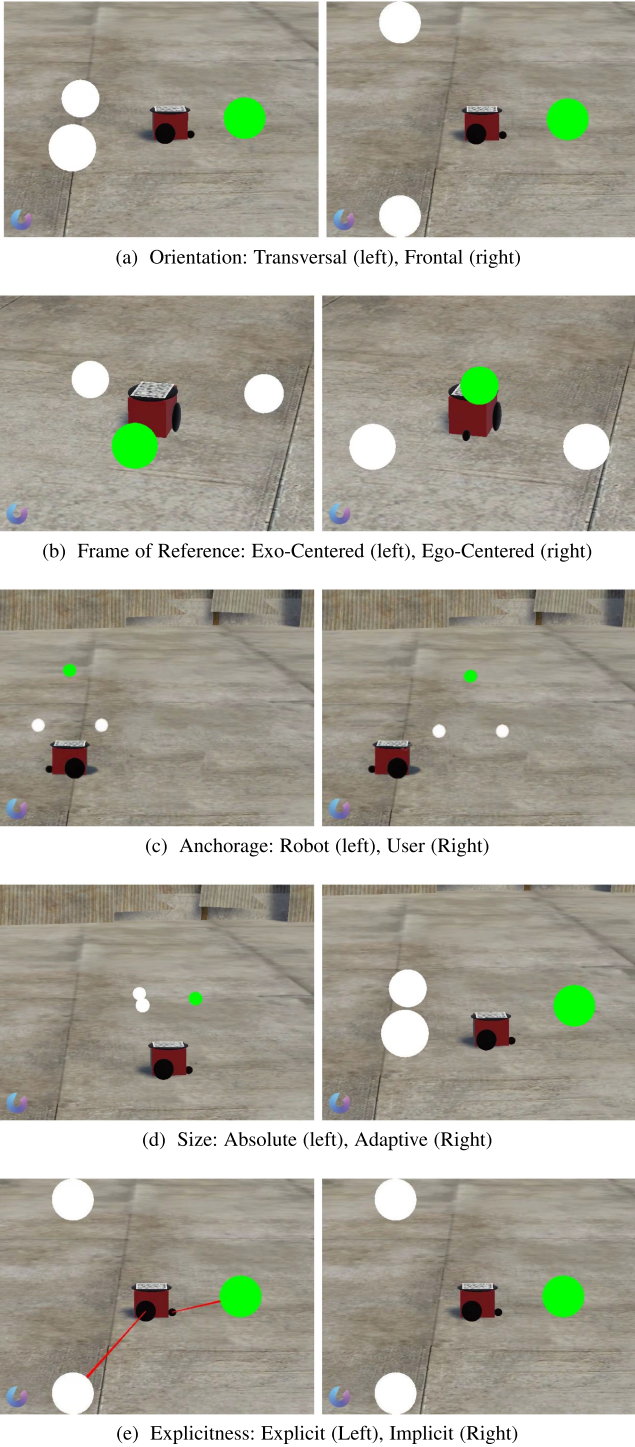 (a) Orientation: Transversal (left), Frontal (right)
(b) Frame of Reference: Exo-Centered (left), Ego-Centered (right)
(c) Anchorage: Robot (left), User (Right)
(d) Size: Absolute (left), Adaptive (Right)
(e) Explicitness: Explicit (Left), Implicit (Right)